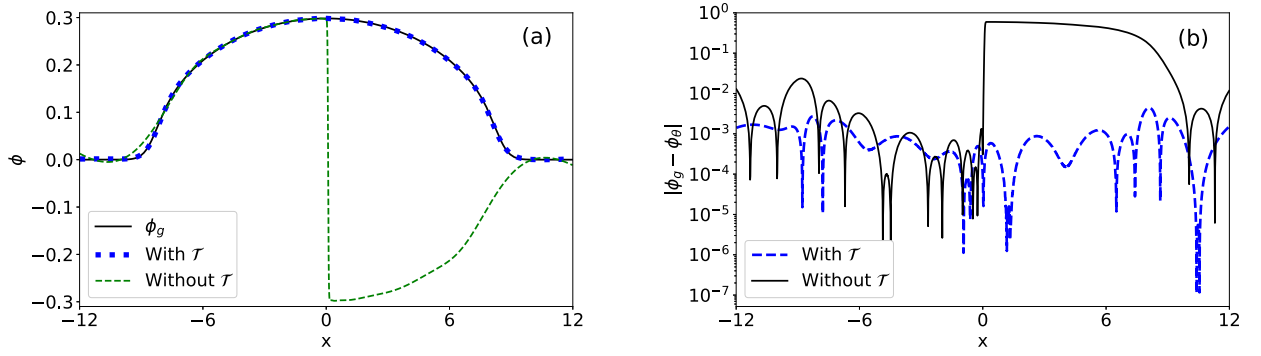 0.3
0.2
0.1
0.0
−0.1
−0.2
−0.3
ϕ
(a)
ϕ_g
With 𝒯
Without 𝒯
−12
−6
0
6
12
x
10^0
10^−1
10^−2
10^−3
10^−4
10^−5
10^−6
10^−7
|ϕ_g − ϕ_θ|
(b)
With 𝒯
Without 𝒯
−12
−6
0
6
12
x